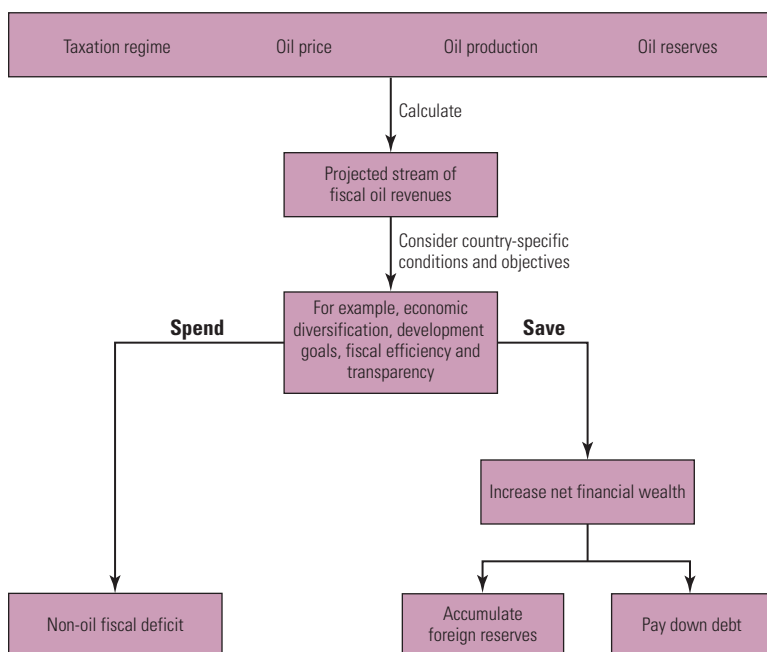 Taxation regime Oil price Oil production Oil reserves
Calculate
Projected stream of
fiscal oil revenues
Consider country-specific
conditions and objectives
For example, economic
diversification, development
goals, fiscal efficiency and
transparency
Spend
Save
Increase net financial wealth
Non-oil fiscal deficit
Accumulate
foreign reserves
Pay down debt